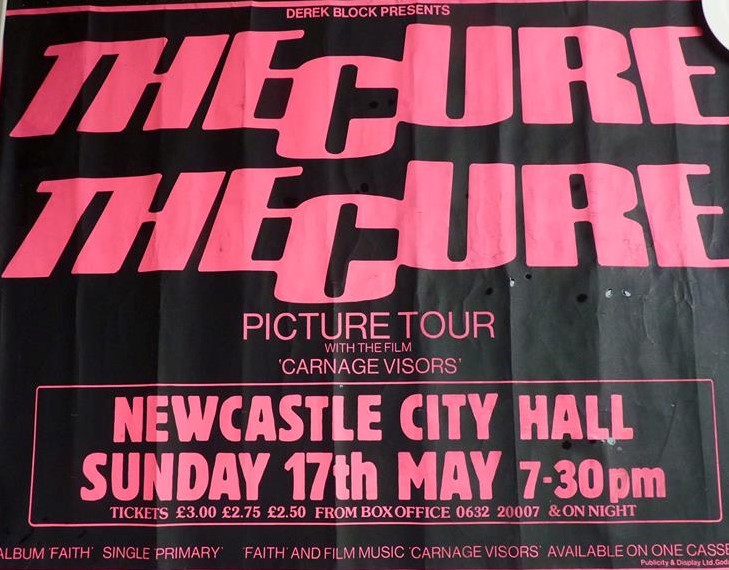 DEREK BLOCK PRESENTS
THE CURE
THE CURE
PICTURE TOUR
WITH THE FILM
'CARNAGE VISORS'
NEWCASTLE CITY HALL
SUNDAY 17th MAY 7-30pm
TICKETS £3.00 £2.75 £2.50 FROM BOX OFFICE 0632 20007 & ON NIGHT
ALBUM 'FAITH' SINGLE 'PRIMARY' 'FAITH' AND FILM MUSIC 'CARNAGE VISORS' AVAILABLE ON ONE CASSE
Publicity & Display Ltd. God